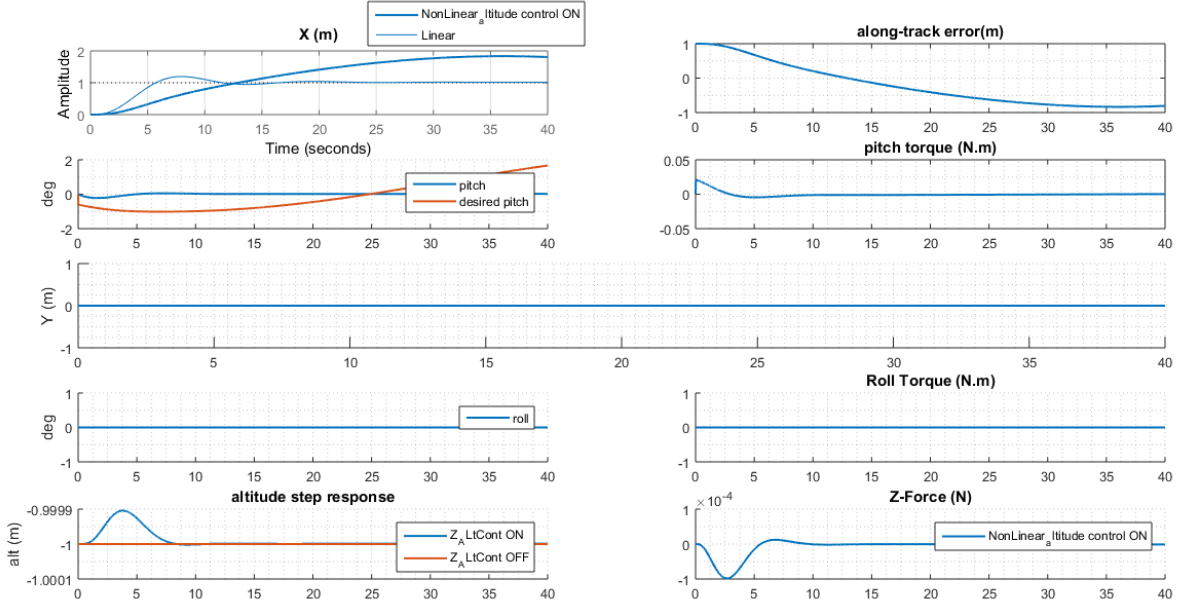 NonLinear_altitude control ON
Linear
X (m)
Amplitude
2
1
0
0 5 10 15 20 25 30 35 40
Time (seconds)
along-track error(m)
1
0
-1
0 5 10 15 20 25 30 35 40
deg
2
0
-2
pitch
desired pitch
0 5 10 15 20 25 30 35 40
pitch torque (N.m)
0.05
0
-0.05
0 5 10 15 20 25 30 35 40
Y (m)
1
0
-1
0 5 10 15 20 25 30 35 40
deg
1
0
-1
roll
0 5 10 15 20 25 30 35 40
Roll Torque (N.m)
1
0
-1
0 5 10 15 20 25 30 35 40
altitude step response
alt (m)
-0.9999
-1
-1.0001
Z_ALtCont ON
Z_ALtCont OFF
0 5 10 15 20 25 30 35 40
Z-Force (N)
×10^-4
1
0
-1
NonLinear_altitude control ON
0 5 10 15 20 25 30 35 40